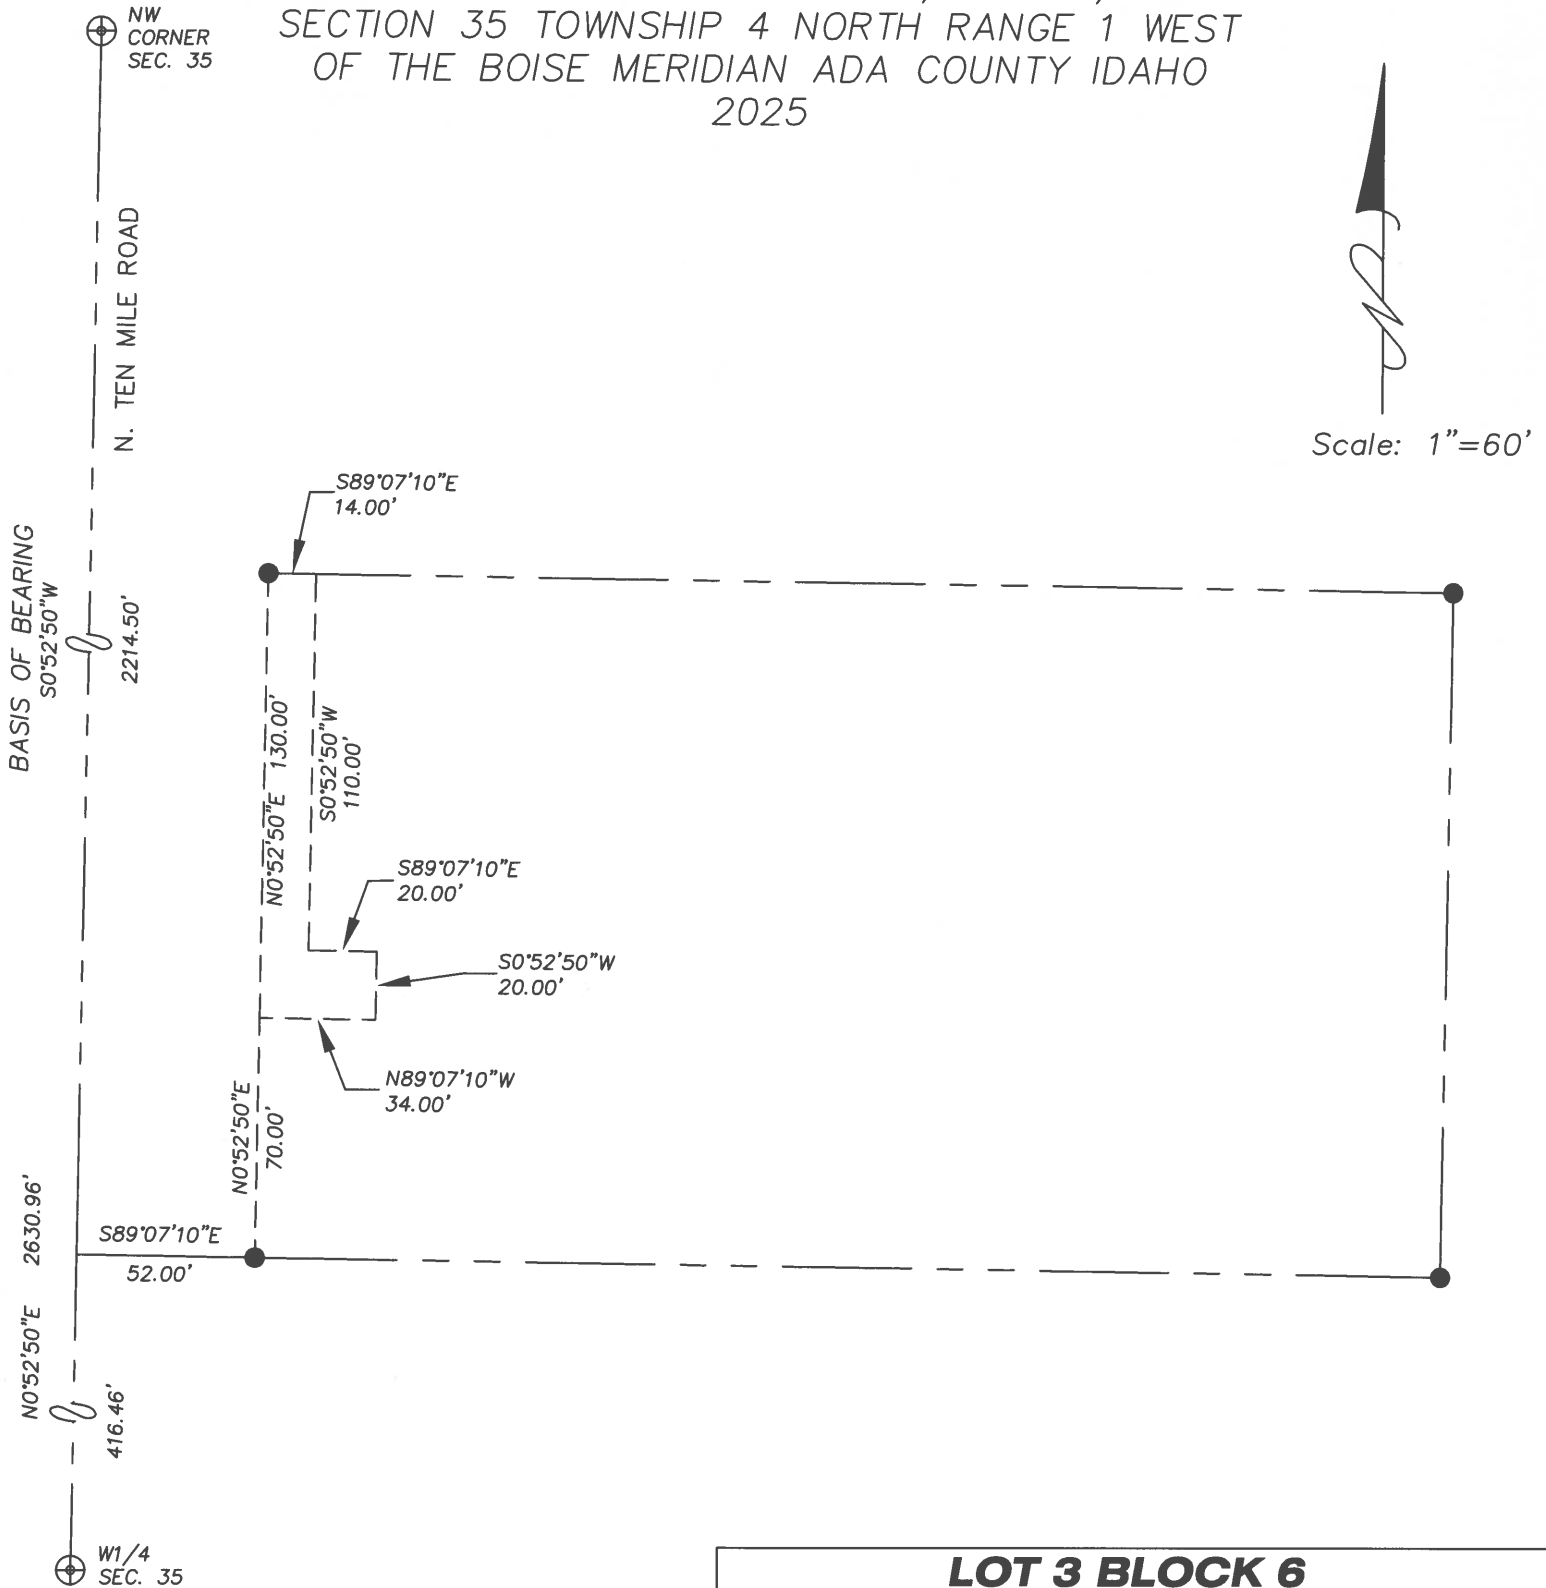 SECTION 35 TOWNSHIP 4 NORTH RANGE 1 WEST
OF THE BOISE MERIDIAN ADA COUNTY IDAHO
2025
NW
CORNER
SEC. 35
N. TEN MILE ROAD
Scale: 1"=60'
BASIS OF BEARING
S0°52'50"W
2214.50'
S89°07'10"E
14.00'
N0°52'50"E 130.00'
S0°52'50"W
110.00'
S89°07'10"E
20.00'
S0°52'50"W
20.00'
N89°07'10"W
34.00'
N0°52'50"E
70.00'
S89°07'10"E
52.00'
N0°52'50"E 2630.96'
416.46'
W1/4
SEC. 35
LOT 3 BLOCK 6